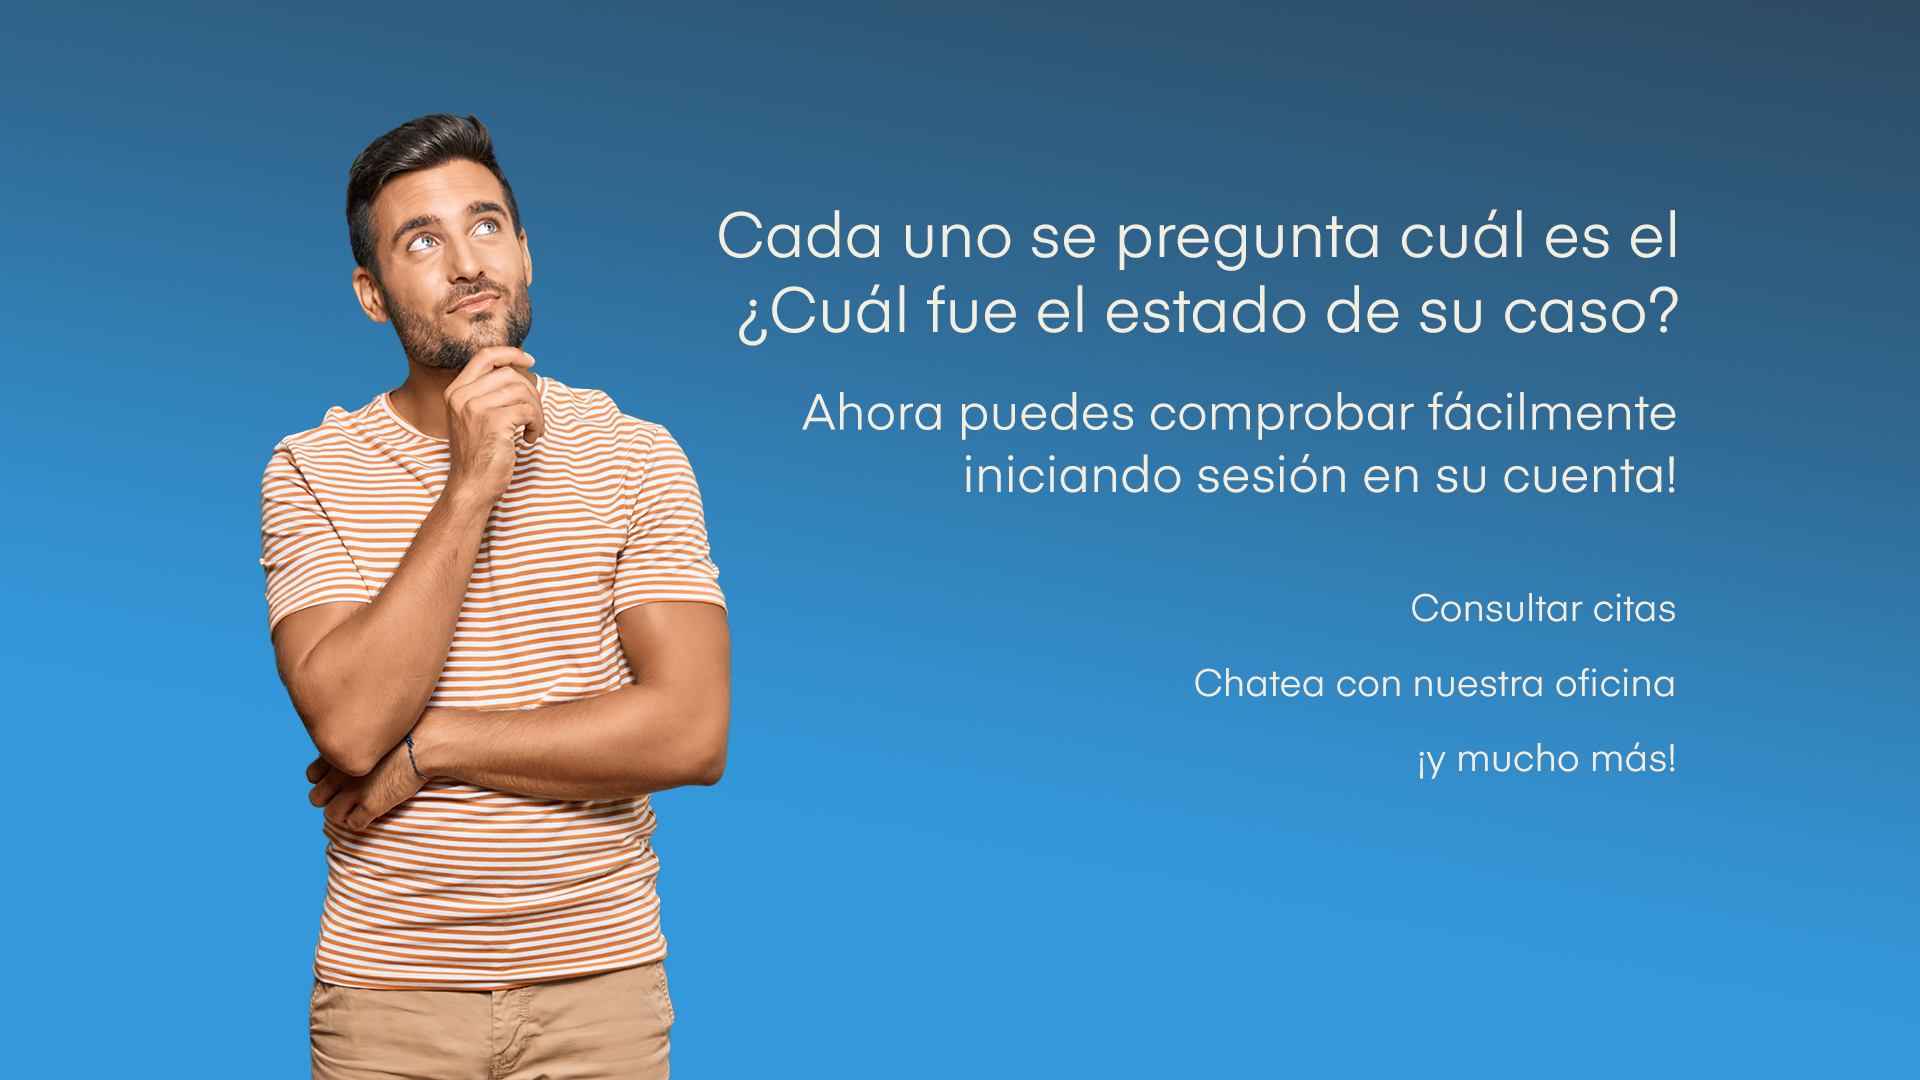 Cada uno se pregunta cuál es el
¿Cuál fue el estado de su caso?
Ahora puedes comprobar fácilmente
iniciando sesión en su cuenta!
Consultar citas
Chatea con nuestra oficina
¡y mucho más!